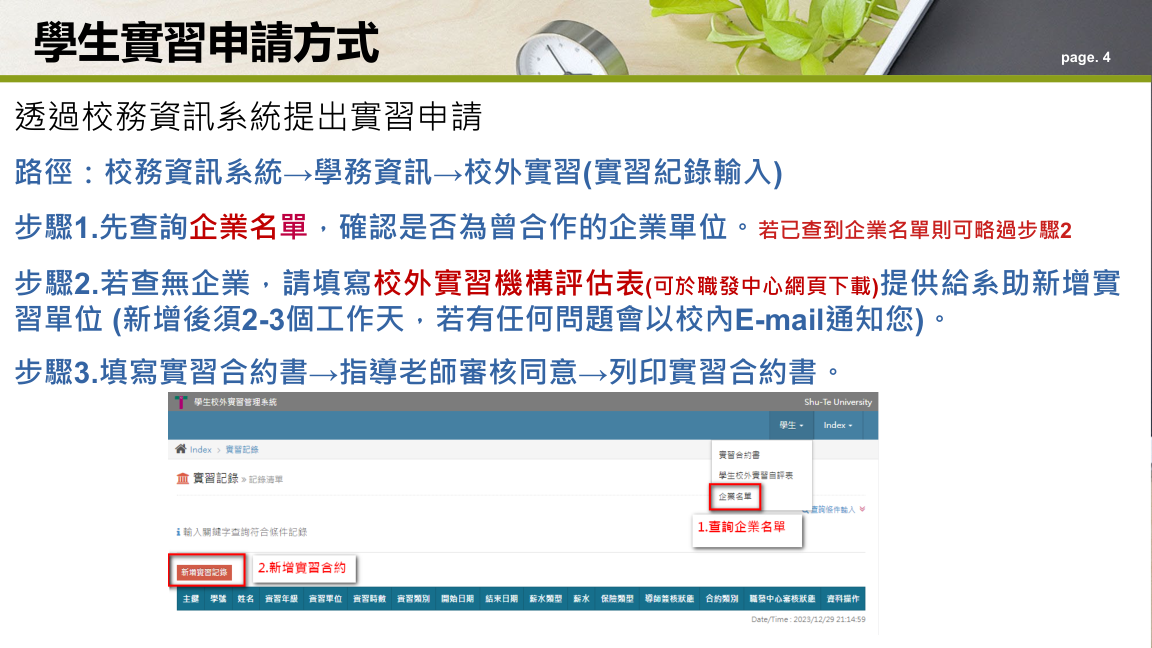 學生實習申請方式
page. 4
透過校務資訊系統提出實習申請
路徑：校務資訊系統→學務資訊→校外實習(實習紀錄輸入)
步驟1.先查詢企業名單，確認是否為曾合作的企業單位。若已查到企業名單則可略過步驟2
步驟2.若查無企業，請填寫校外實習機構評估表(可於職發中心網頁下載)提供給系助新增實
習單位 (新增後須2-3個工作天，若有任何問題會以校內E-mail通知您)。
步驟3.填寫實習合約書→指導老師審核同意→列印實習合約書。
學生校外實習管理系統
Shu-Te University
學生 Index
Index > 實習記錄
實習合約書
實習記錄 » 記錄清單
學生校外實習自評表
企業名單
查詢條件輸入
1.查詢企業名單
輸入關鍵字查詢符合條件記錄
新增實習記錄
2.新增實習合約
主鍵 學號 姓名 實習年級 實習單位 實習時數 實習類別 開始日期 結束日期 薪水類型 薪水 保險類型 導師簽核狀態 合約類別 職發中心審核狀態 資料操作
Date/Time : 2023/12/29 21:14:59